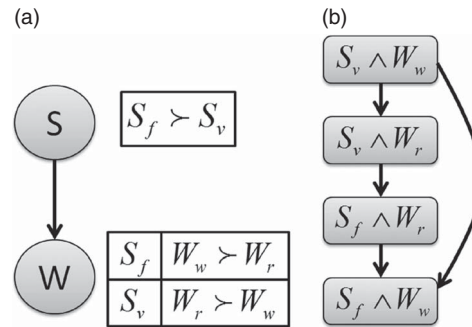 (a)
S
S_f ≻ S_v
W
S_f W_w ≻ W_r
S_v W_r ≻ W_w
(b)
S_v ∧ W_w
S_v ∧ W_r
S_f ∧ W_r
S_f ∧ W_w